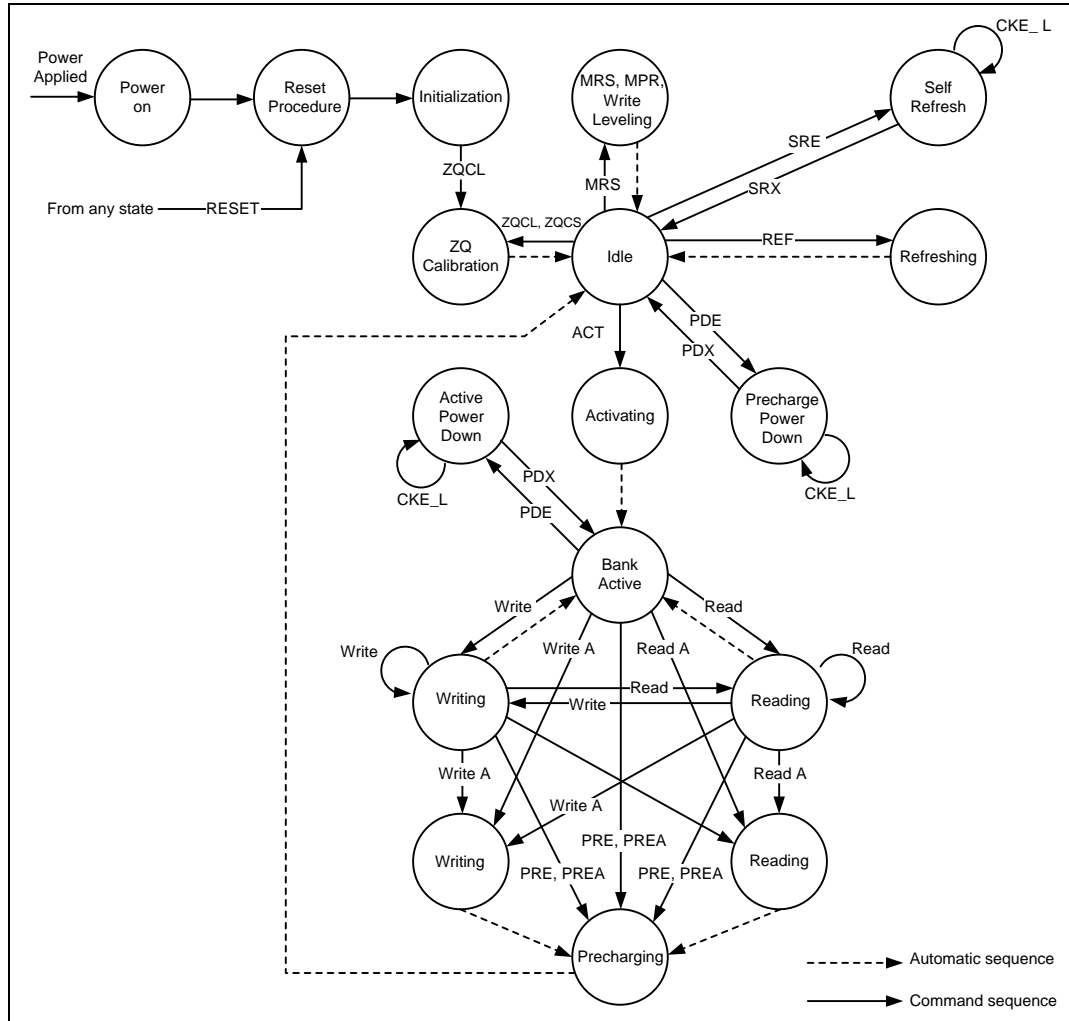 CKE_ L
Power
Applied
Power
on
Reset
Procedure
Initialization
MRS, MPR,
Write
Leveling
Self
Refresh
SRE
SRX
ZQCL
MRS
From any state
RESET
ZQCL, ZQCS
ZQ
Calibration
Idle
REF
Refreshing
ACT
PDE
PDX
Active
Power
Down
Activating
Precharge
Power
Down
CKE_L
CKE_L
PDX
PDE
Bank
Active
Write
Read
Write
Write A
Read A
Read
Writing
Read
Write
Reading
Write A
Write A
Read A
Writing
PRE, PREA
PRE, PREA
PRE, PREA
Reading
Precharging
Automatic sequence
Command sequence